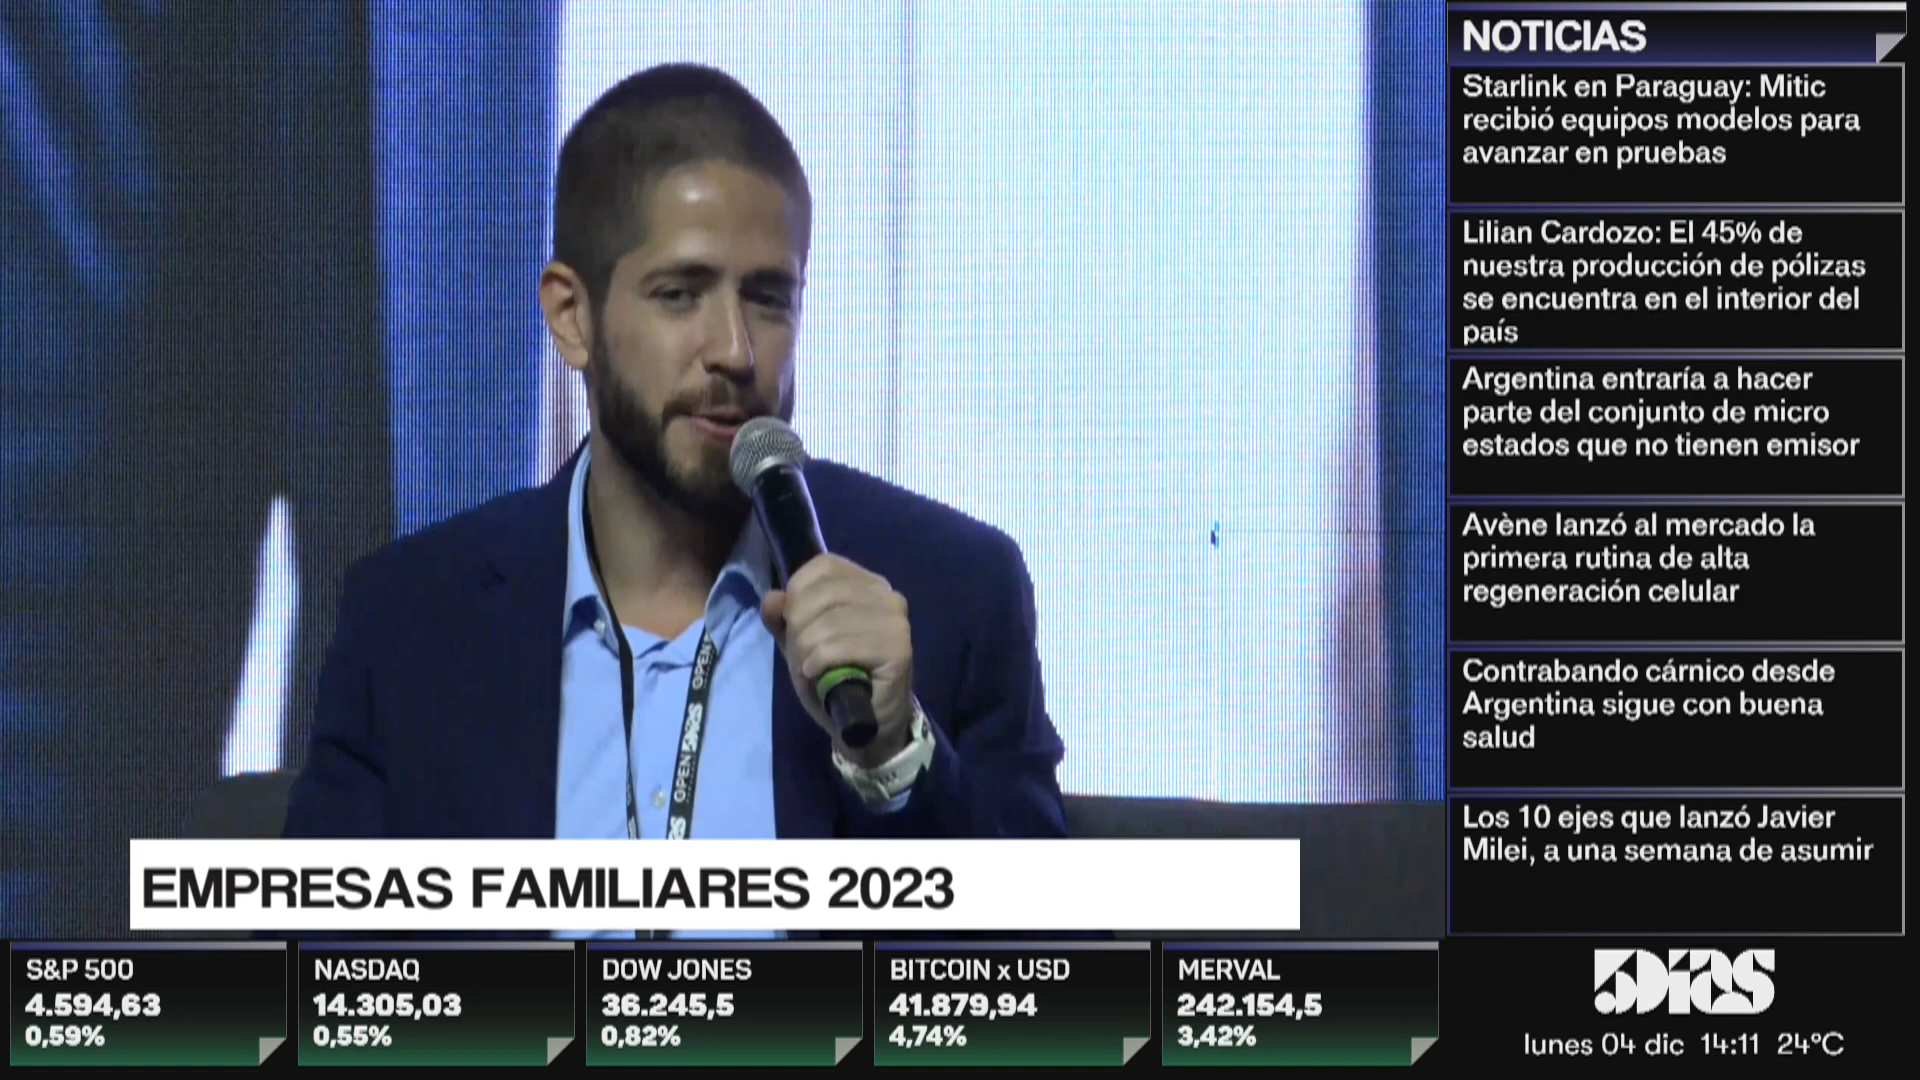 NOTICIAS
Starlink en Paraguay: Mitic
recibió equipos modelos para
avanzar en pruebas
Lilian Cardozo: El 45% de
nuestra producción de pólizas
se encuentra en el interior del
país
Argentina entraría a hacer
parte del conjunto de micro
estados que no tienen emisor
Avène lanzó al mercado la
primera rutina de alta
regeneración celular
Contrabando cárnico desde
Argentina sigue con buena
salud
Los 10 ejes que lanzó Javier
Milei, a una semana de asumir
OPEN
OPEN 5DIAS
EMPRESAS FAMILIARES 2023
S&P 500
4.594,63
0,59%
NASDAQ
14.305,03
0,55%
DOW JONES
36.245,5
0,82%
BITCOIN x USD
41.879,94
4,74%
MERVAL
242.154,5
3,42%
5DIAS
lunes 04 dic 14:11 24°C